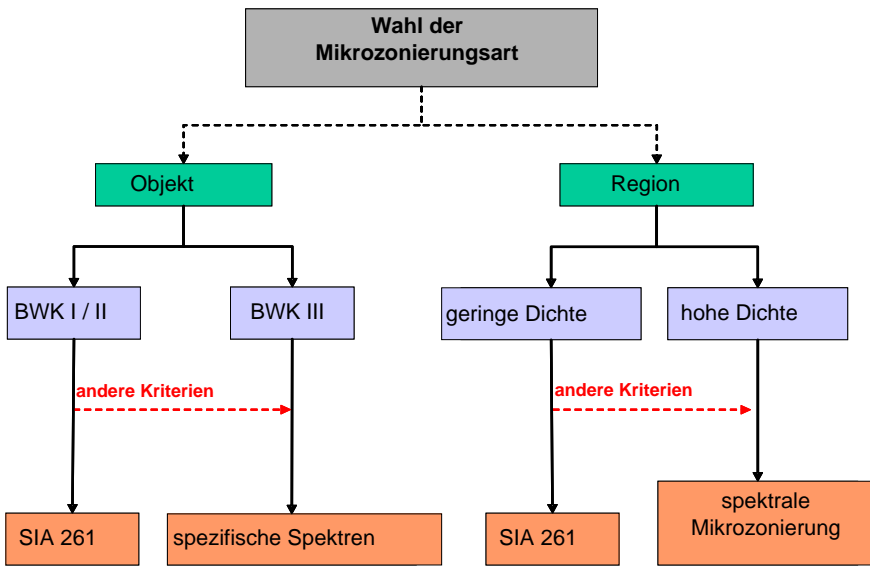 Wahl der
Mikrozonierungsart
Objekt
Region
BWK I / II
BWK III
geringe Dichte
hohe Dichte
andere Kriterien
andere Kriterien
SIA 261
spezifische Spektren
SIA 261
spektrale
Mikrozonierung